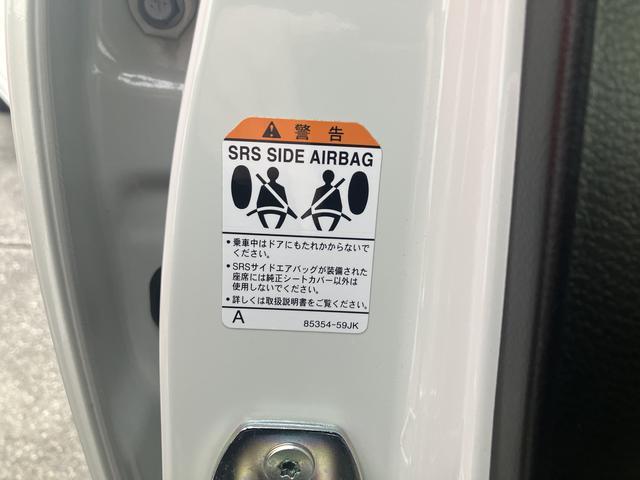 警告
SRS SIDE AIRBAG
・乗車中はドアにもたれかからないで
ください。
・SRSサイドエアバッグが装備された
座席には純正シートカバー以外は
使用しないでください。
・詳しくは取扱説明書をご覧ください。
A 85354-59JK